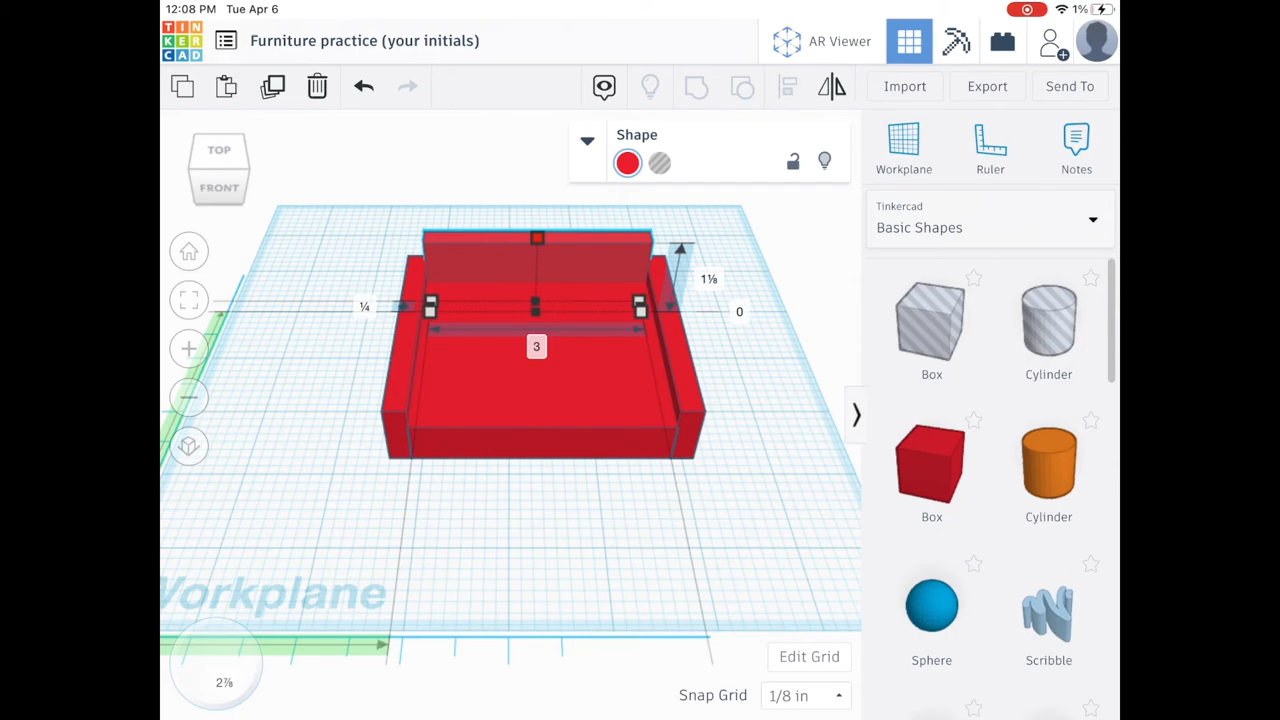 12:08 PM Tue Apr 6
1%
TIN
KER
CAD
Furniture practice (your initials)
AR Viewer
Import
Export
Send To
Shape
TOP
FRONT
Workplane
Ruler
Notes
Tinkercad
Basic Shapes
1⅛
¼
0
3
Box
Cylinder
Box
Cylinder
Sphere
Scribble
Workplane
2⅞
Edit Grid
Snap Grid
1/8 in